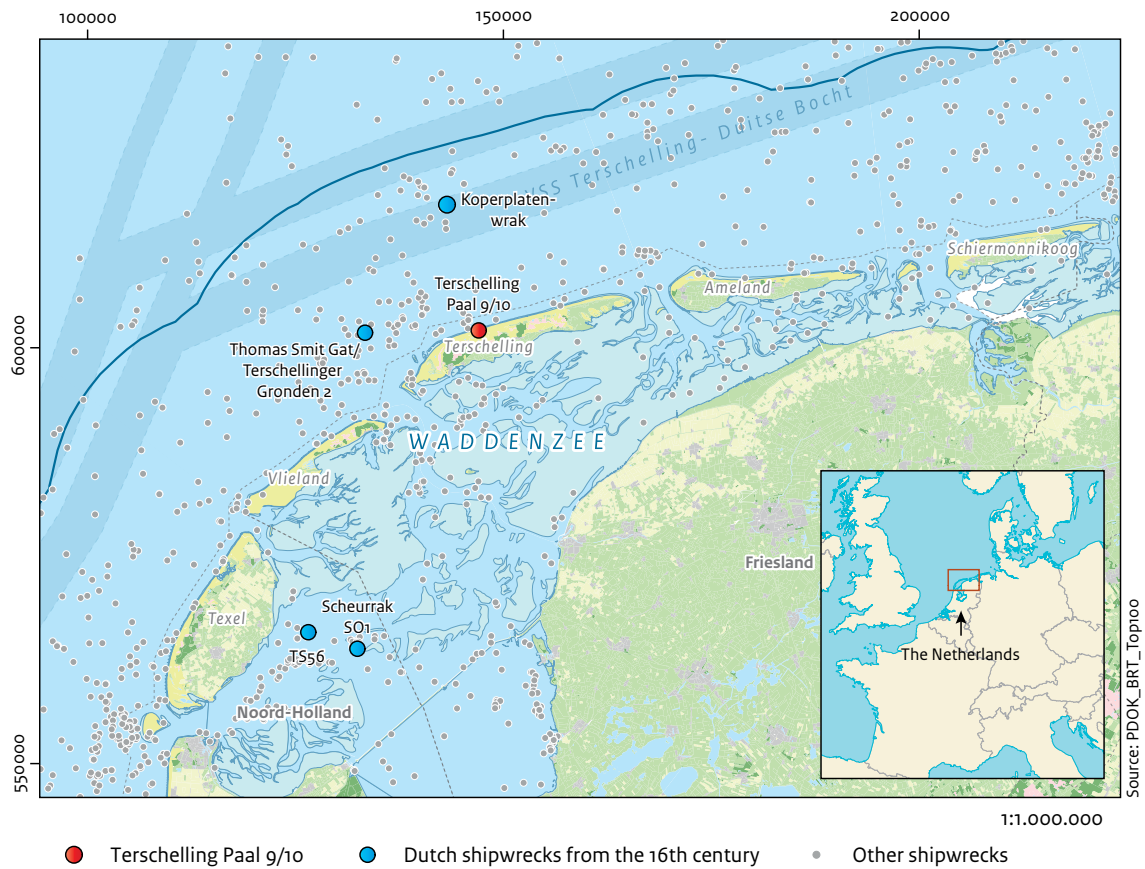 100000
150000
200000
VSS Terschelling- Duitse Bocht
Koperplaten-
wrak
Schiermonnikoog
Terschelling
Paal 9/10
Ameland
600000
Thomas Smit Gat/
Terschellinger
Gronden 2
Terschelling
WADDENZEE
Vlieland
Friesland
Texel
Scheurrak
SO1
TS56
The Netherlands
Noord-Holland
550000
Source: PDOK_BRT_Top100
1:1.000.000
Terschelling Paal 9/10
Dutch shipwrecks from the 16th century
Other shipwrecks